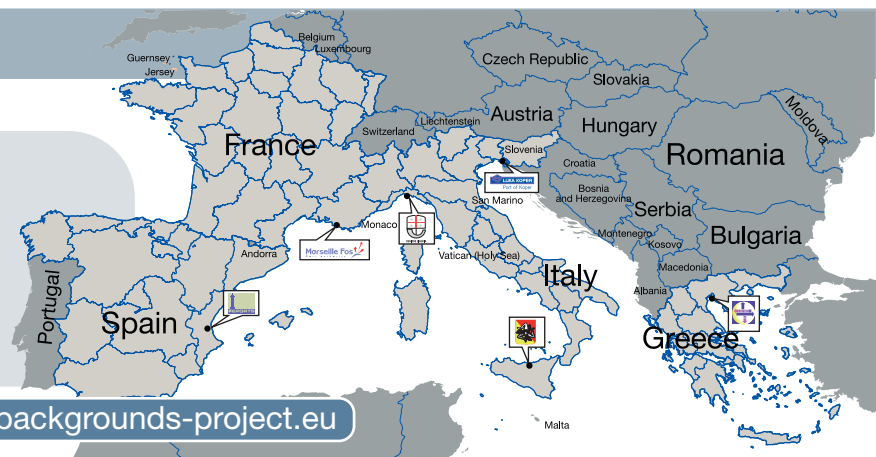 Belgium
Luxembourg
Guernsey
Jersey
Czech Republic
Slovakia
Liechtenstein
Austria
Moldova
Switzerland
Hungary
France
Slovenia
Romania
Croatia
LUKA KOPER
Port of Koper
San Marino
Bosnia
and Herzegovina
Serbia
Monaco
Montenegro
Bulgaria
Kosovo
Marseille Fos
Andorra
Vatican (Holy Sea)
Macedonia
Italy
Albania
Portugal
Spain
Greece
backgrounds-project.eu
Malta